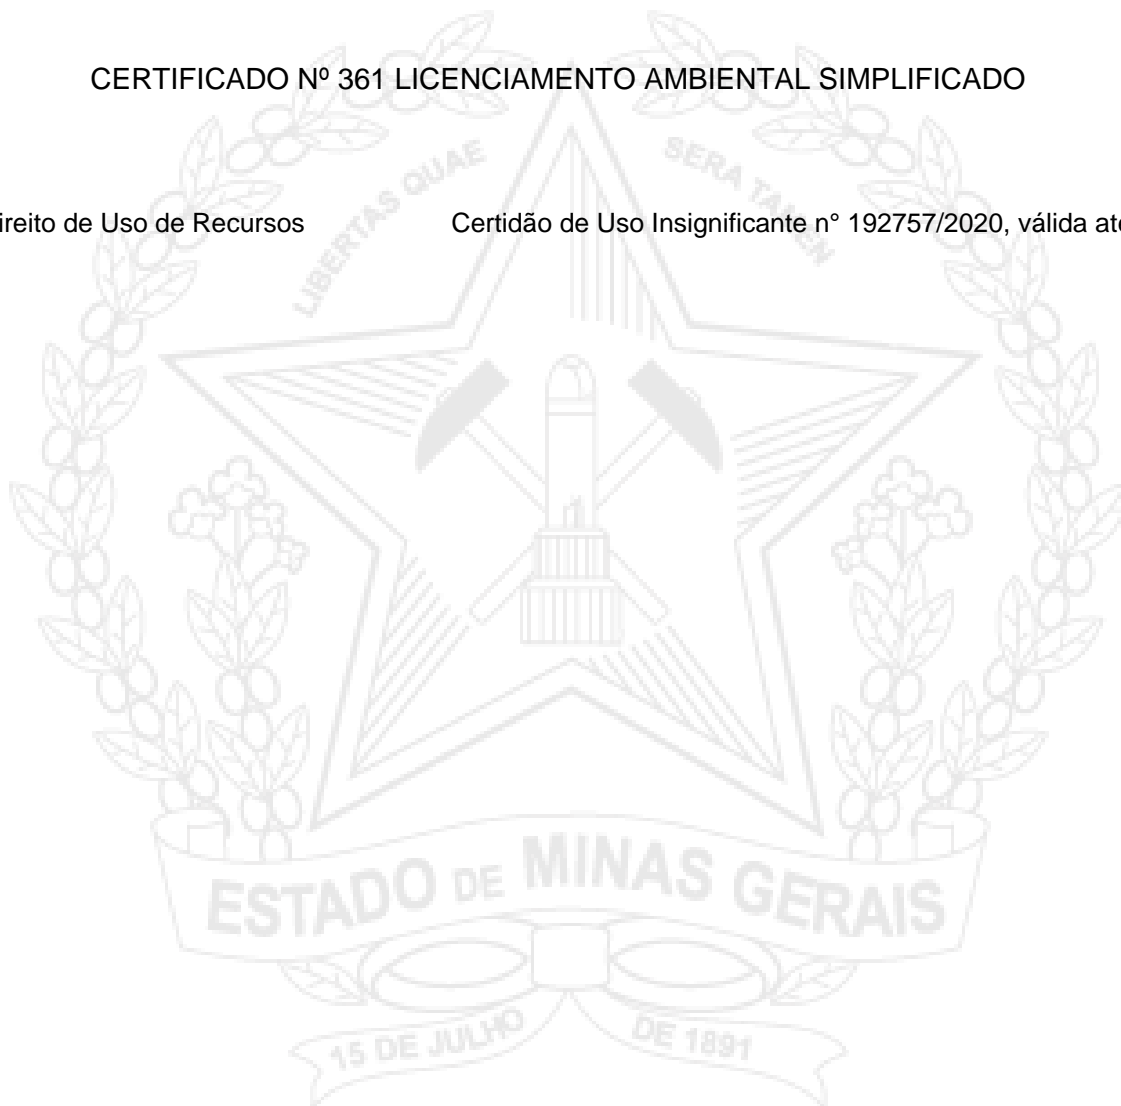 CERTIFICADO Nº 361 LICENCIAMENTO AMBIENTAL SIMPLIFICADO
LIBERTAS QUAE SERA TAMEN
ireito de Uso de Recursos Certidão de Uso Insignificante n° 192757/2020, válida at
ESTADO DE MINAS GERAIS
15 DE JULHO DE 1891